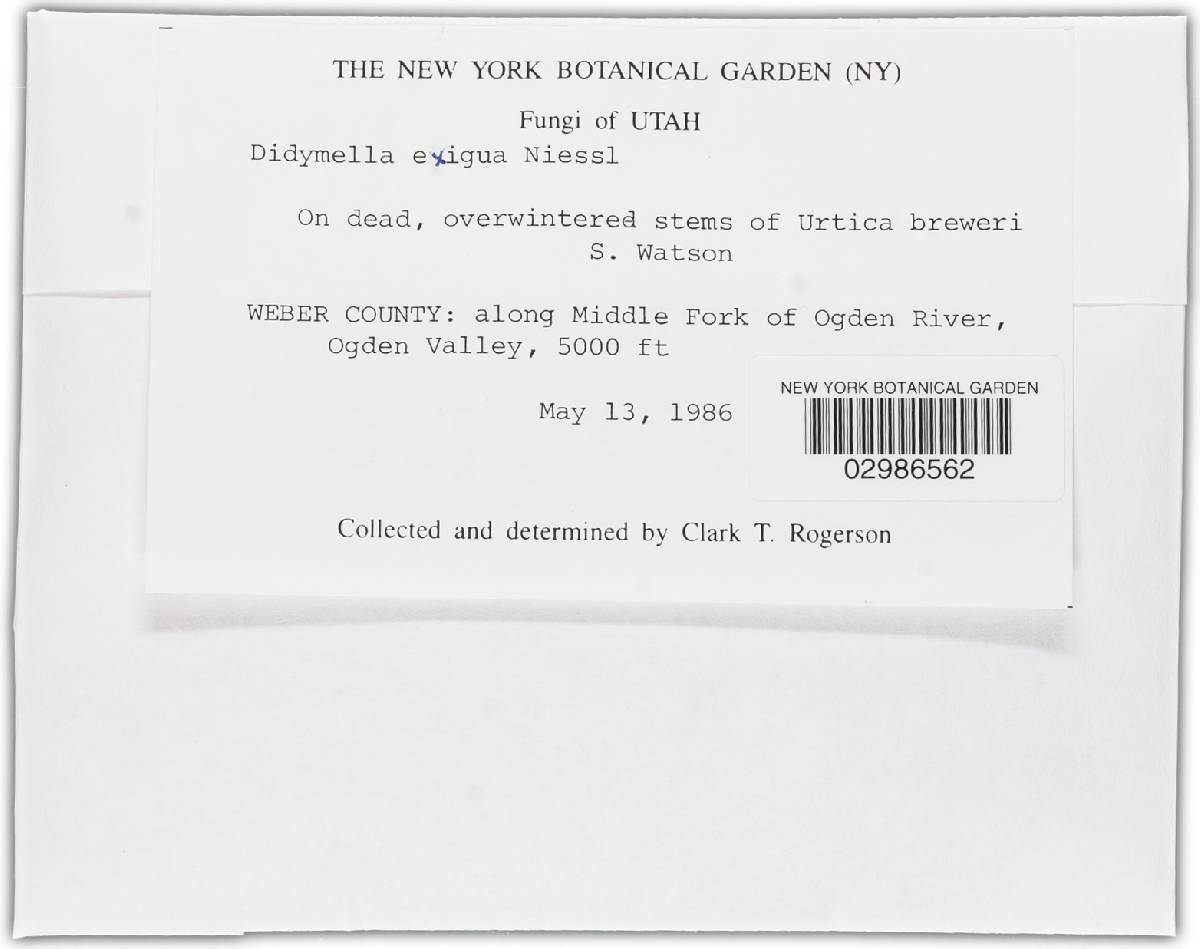 THE NEW YORK BOTANICAL GARDEN (NY)
Fungi of UTAH
Didymella exigua Niessl
On dead, overwintered stems of Urtica breweri
S. Watson
WEBER COUNTY: along Middle Fork of Ogden River,
Ogden Valley, 5000 ft
May 13, 1986
NEW YORK BOTANICAL GARDEN
02986562
Collected and determined by Clark T. Rogerson